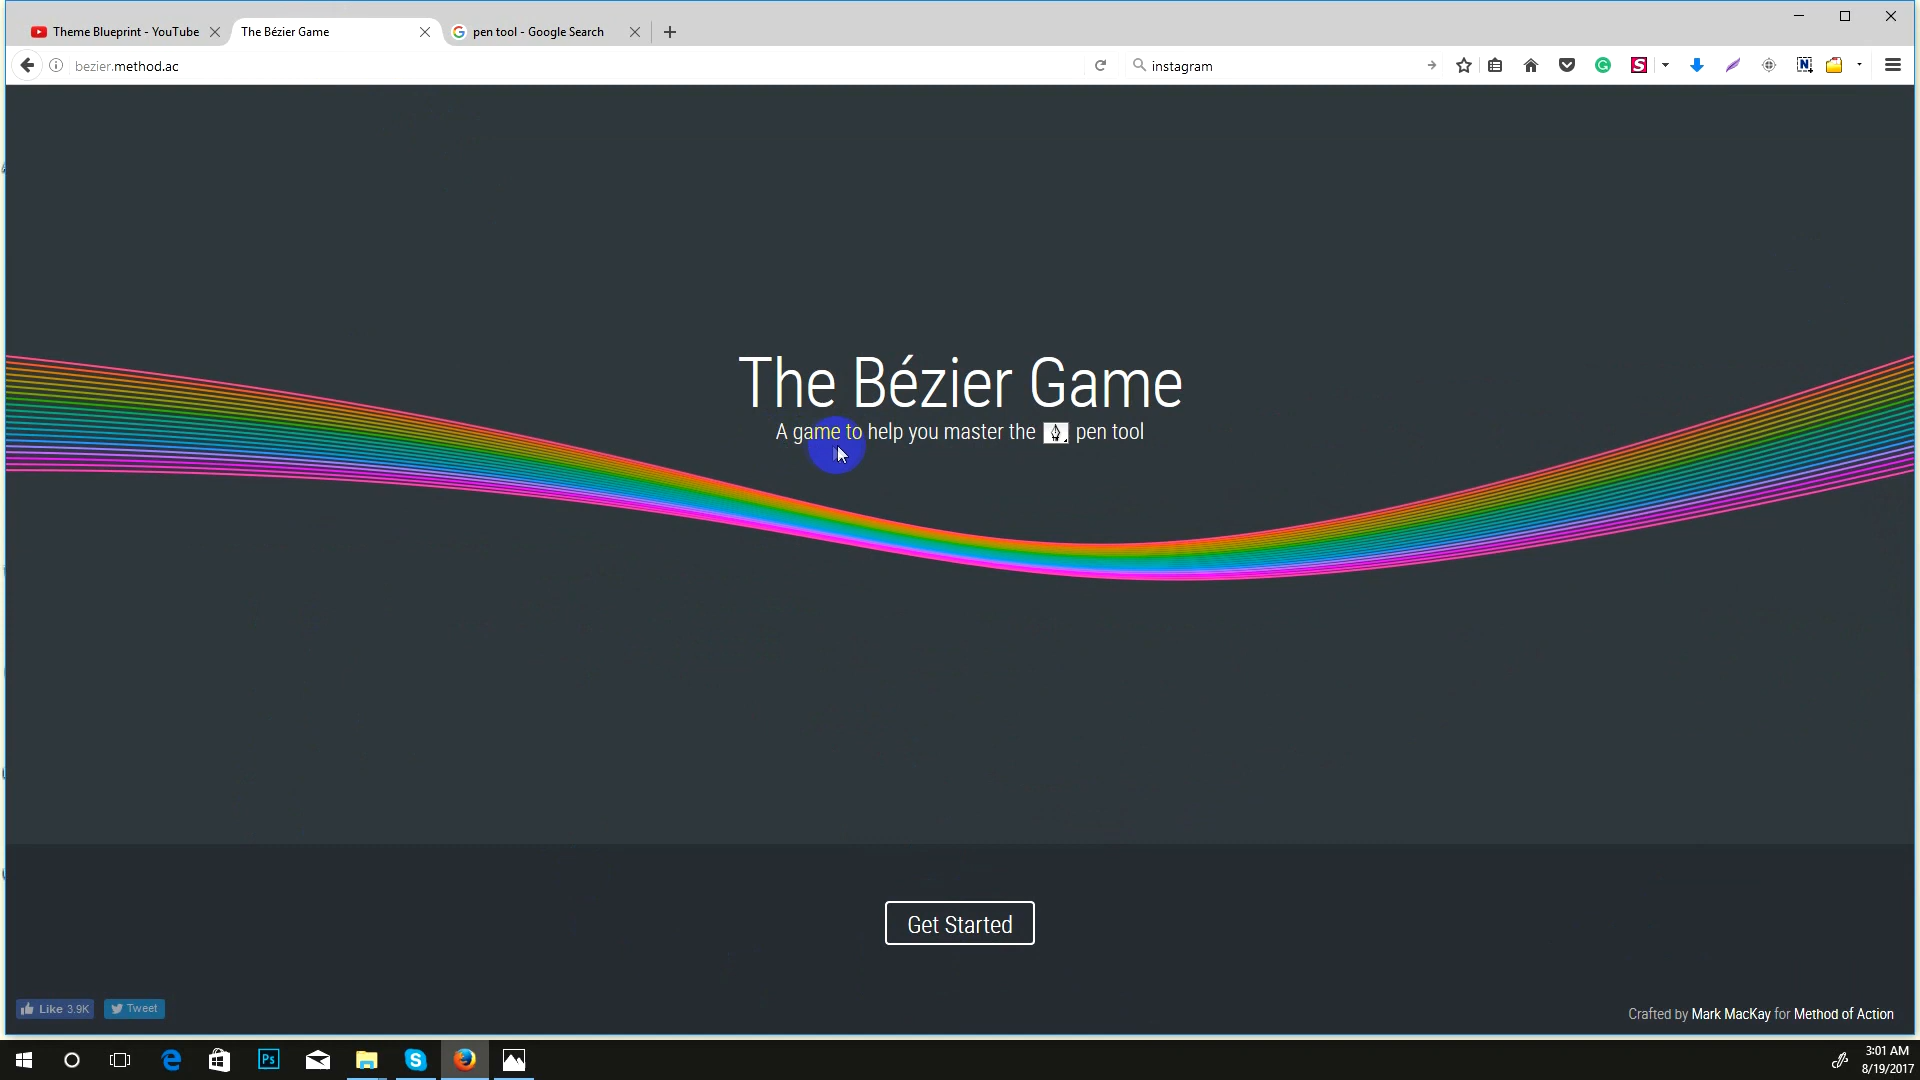 Theme Blueprint - YouTube
The Bézier Game
pen tool - Google Search
bezier.method.ac
instagram
The Bézier Game
A game to help you master the pen tool
Get Started
Like 3.9K
Tweet
Crafted by Mark MacKay for Method of Action
Ps
3:01 AM
8/19/2017